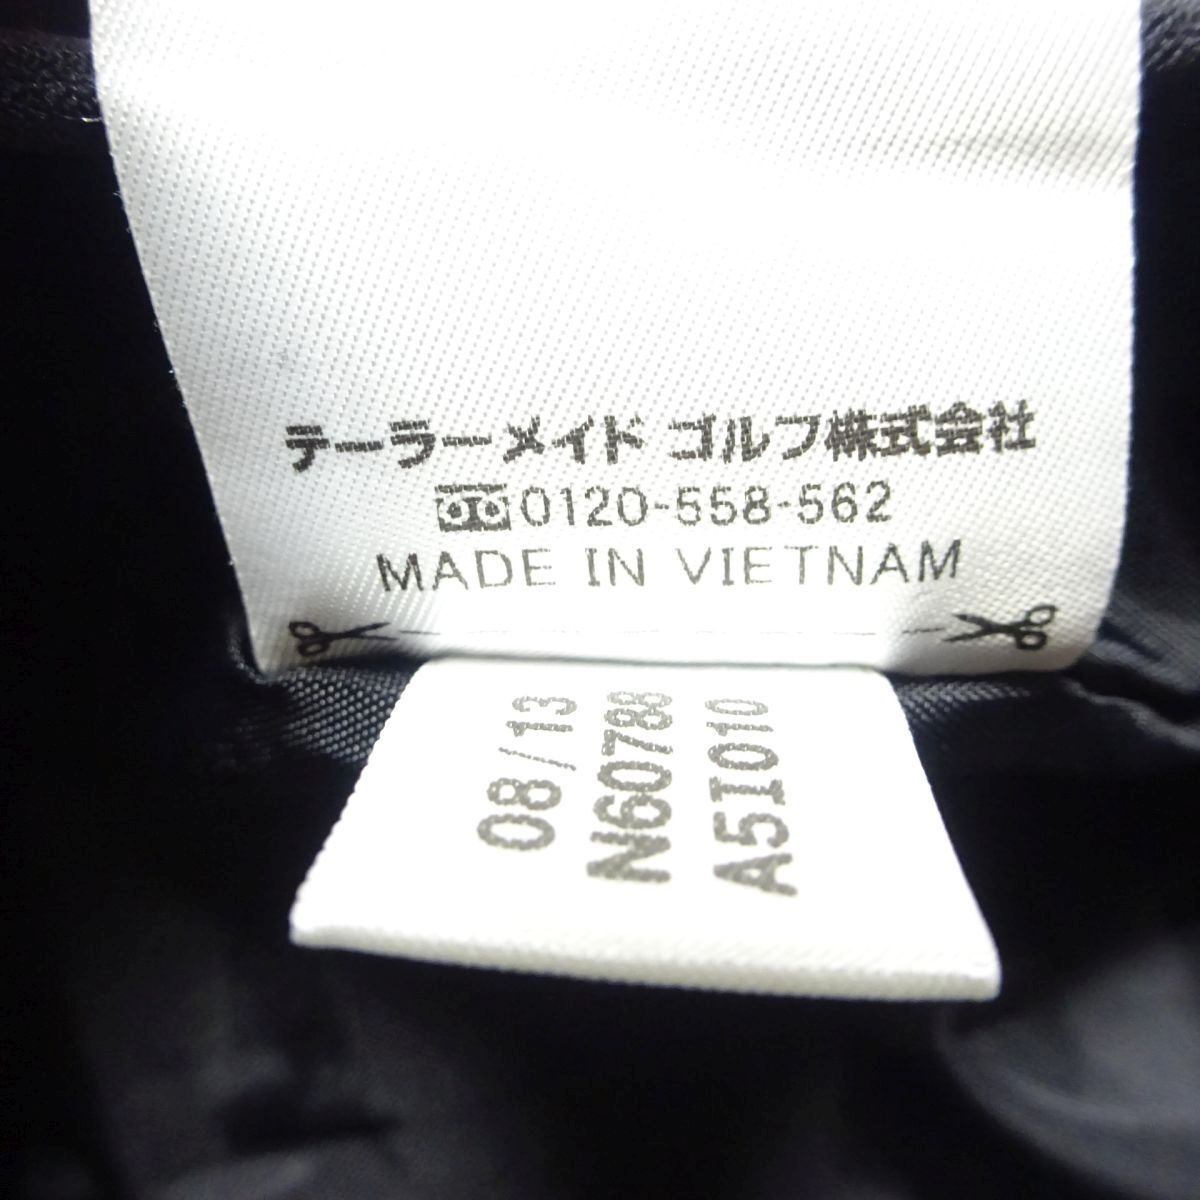 テーラーメイド ゴルフ株式会社
0120-558-562
MADE IN VIETNAM
08/13
N60788
A5I010